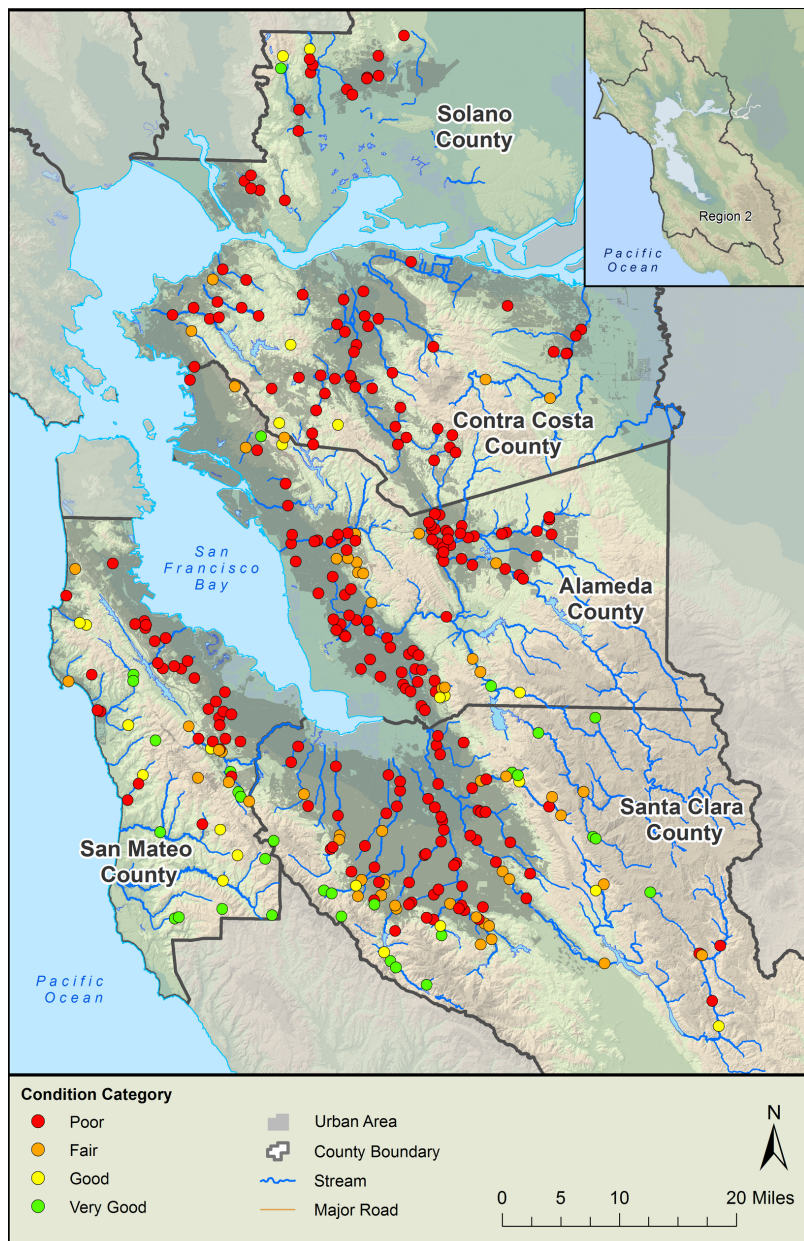 Solano
County
Region 2
Pacific
Ocean
Contra Costa
County
San
Francisco
Bay
Alameda
County
Santa Clara
County
San Mateo
County
Pacific
Ocean
Condition Category
Poor
Fair
Good
Very Good
Urban Area
County Boundary
Stream
Major Road
N
0 5 10 20 Miles